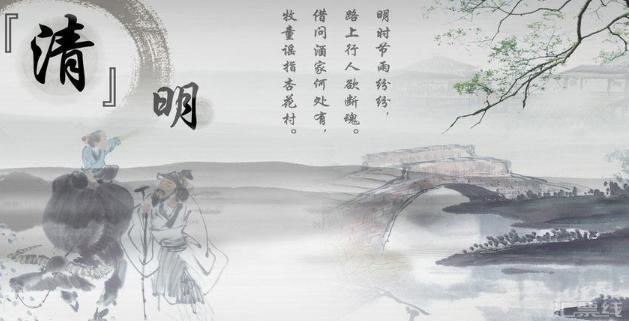 『清』
明
明时节雨纷纷，
路上行人欲断魂。
借问酒家何处有，
牧童谣指杏花村。